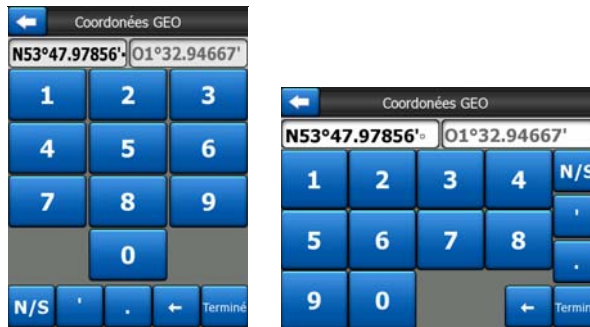 Coordonées GEO
N53°47.97856' O1°32.94667'
1 2 3
4 5 6
7 8 9
0
N/S ' . ← Terminé
Coordonées GEO
N53°47.97856' O1°32.94667'
1 2 3 4 N/S
'
5 6 7 8
.
9 0 ← Terminé